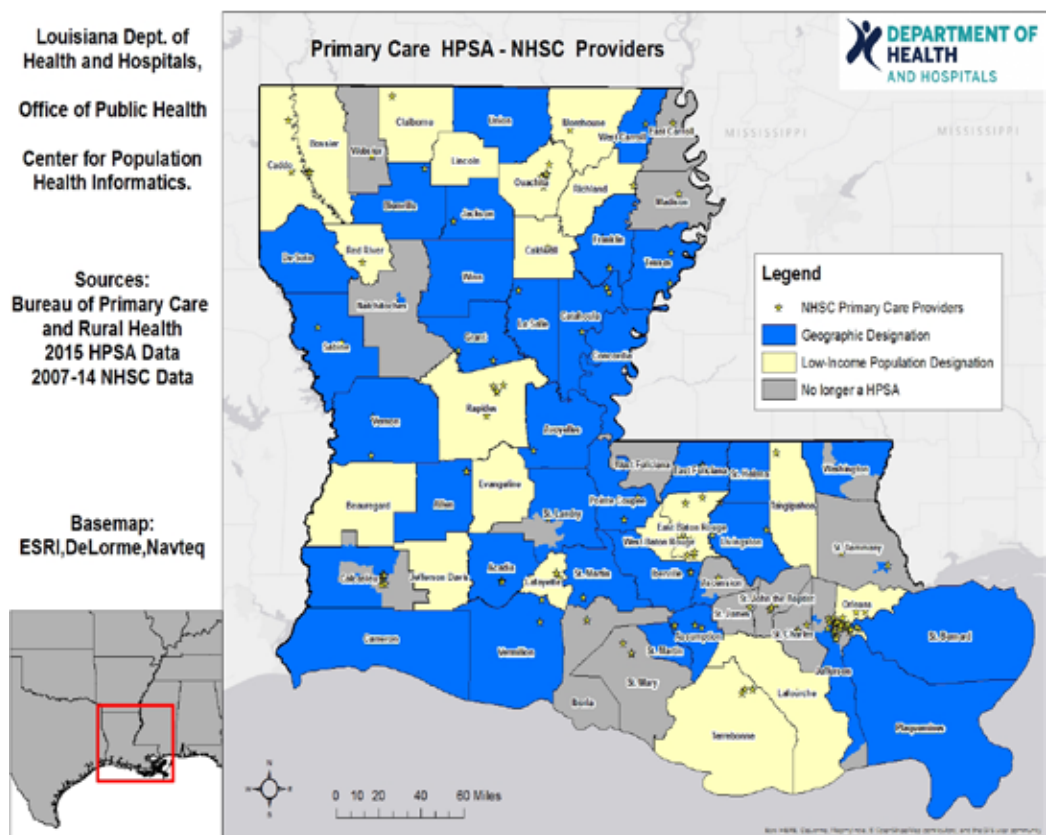 Louisiana Dept. of
Health and Hospitals,
Office of Public Health
Center for Population
Health Informatics.
Sources:
Bureau of Primary Care
and Rural Health
2015 HPSA Data
2007-14 NHSC Data
Basemap:
ESRI,DeLorme,Navteq
Primary Care HPSA - NHSC Providers
DEPARTMENT OF
HEALTH
AND HOSPITALS
MISSISSIPPI
MISSISSIPPI
Claiborne
Union
Morehouse
West Carroll
East Carroll
Caddo
Bossier
Webster
Lincoln
Ouachita
Richland
Madison
Bienville
Jackson
De Soto
Red River
Caldwell
Franklin
Tensas
Winn
Natchitoches
Sabine
Grant
La Salle
Catahoula
Concordia
Rapides
Vernon
Avoyelles
Beauregard
Allen
Evangeline
St. Landry
Pointe Coupee
West Feliciana
East Feliciana
St. Helena
Tangipahoa
Washington
East Baton Rouge
West Baton Rouge
Livingston
St. Tammany
Calcasieu
Jefferson Davis
Acadia
Lafayette
St. Martin
Iberville
Ascension
St. James
St. John the Baptist
St. Charles
Orleans
Cameron
Vermilion
Iberia
St. Martin
Assumption
St. Mary
Terrebonne
Lafourche
Jefferson
St. Bernard
Plaquemines
Legend
NHSC Primary Care Providers
Geographic Designation
Low-Income Population Designation
No longer a HPSA
N
W
E
S
0 10 20 40 60 Miles